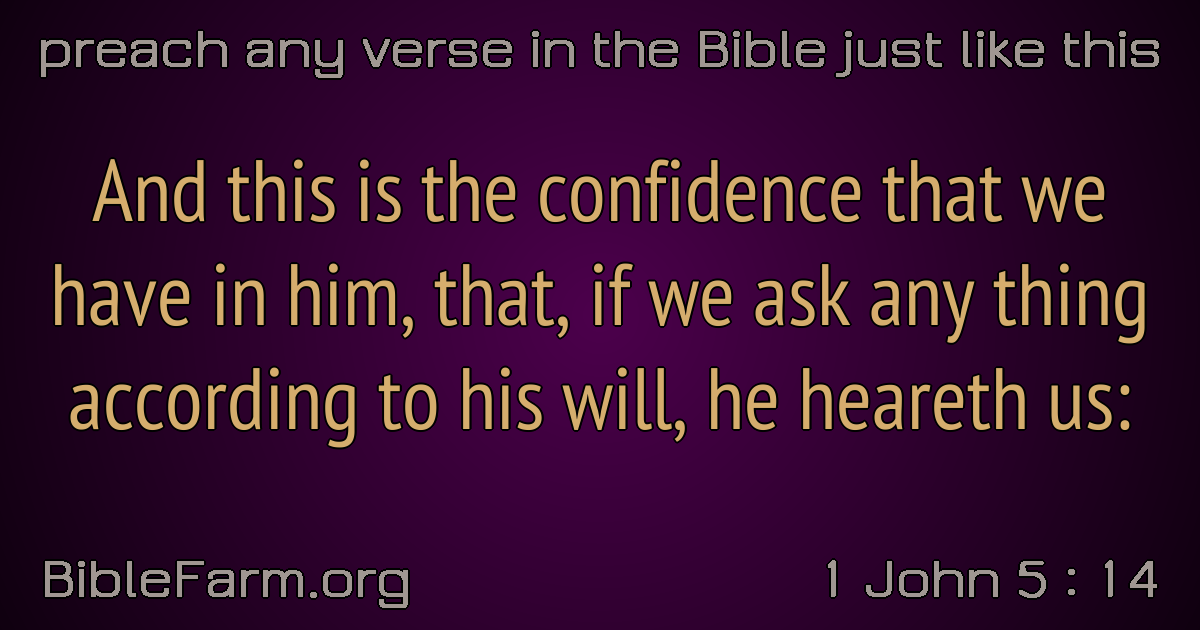 preach any verse in the Bible just like this
And this is the confidence that we
have in him, that, if we ask any thing
according to his will, he heareth us:
BibleFarm.org
1 John 5 : 14